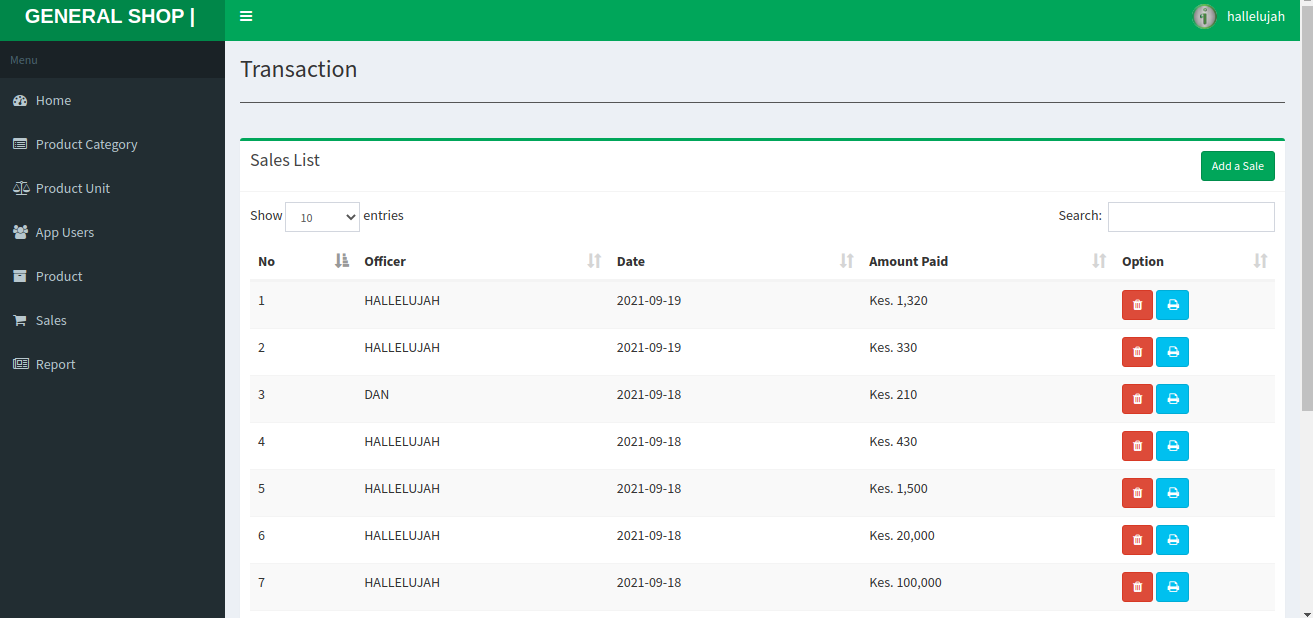 GENERAL SHOP |
hallelujah
Menu
Home
Product Category
Product Unit
App Users
Product
Sales
Report
Transaction
Sales List
Add a Sale
Show 10 entries
Search:
No Officer Date Amount Paid Option
1 HALLELUJAH 2021-09-19 Kes. 1,320
2 HALLELUJAH 2021-09-19 Kes. 330
3 DAN 2021-09-18 Kes. 210
4 HALLELUJAH 2021-09-18 Kes. 430
5 HALLELUJAH 2021-09-18 Kes. 1,500
6 HALLELUJAH 2021-09-18 Kes. 20,000
7 HALLELUJAH 2021-09-18 Kes. 100,000